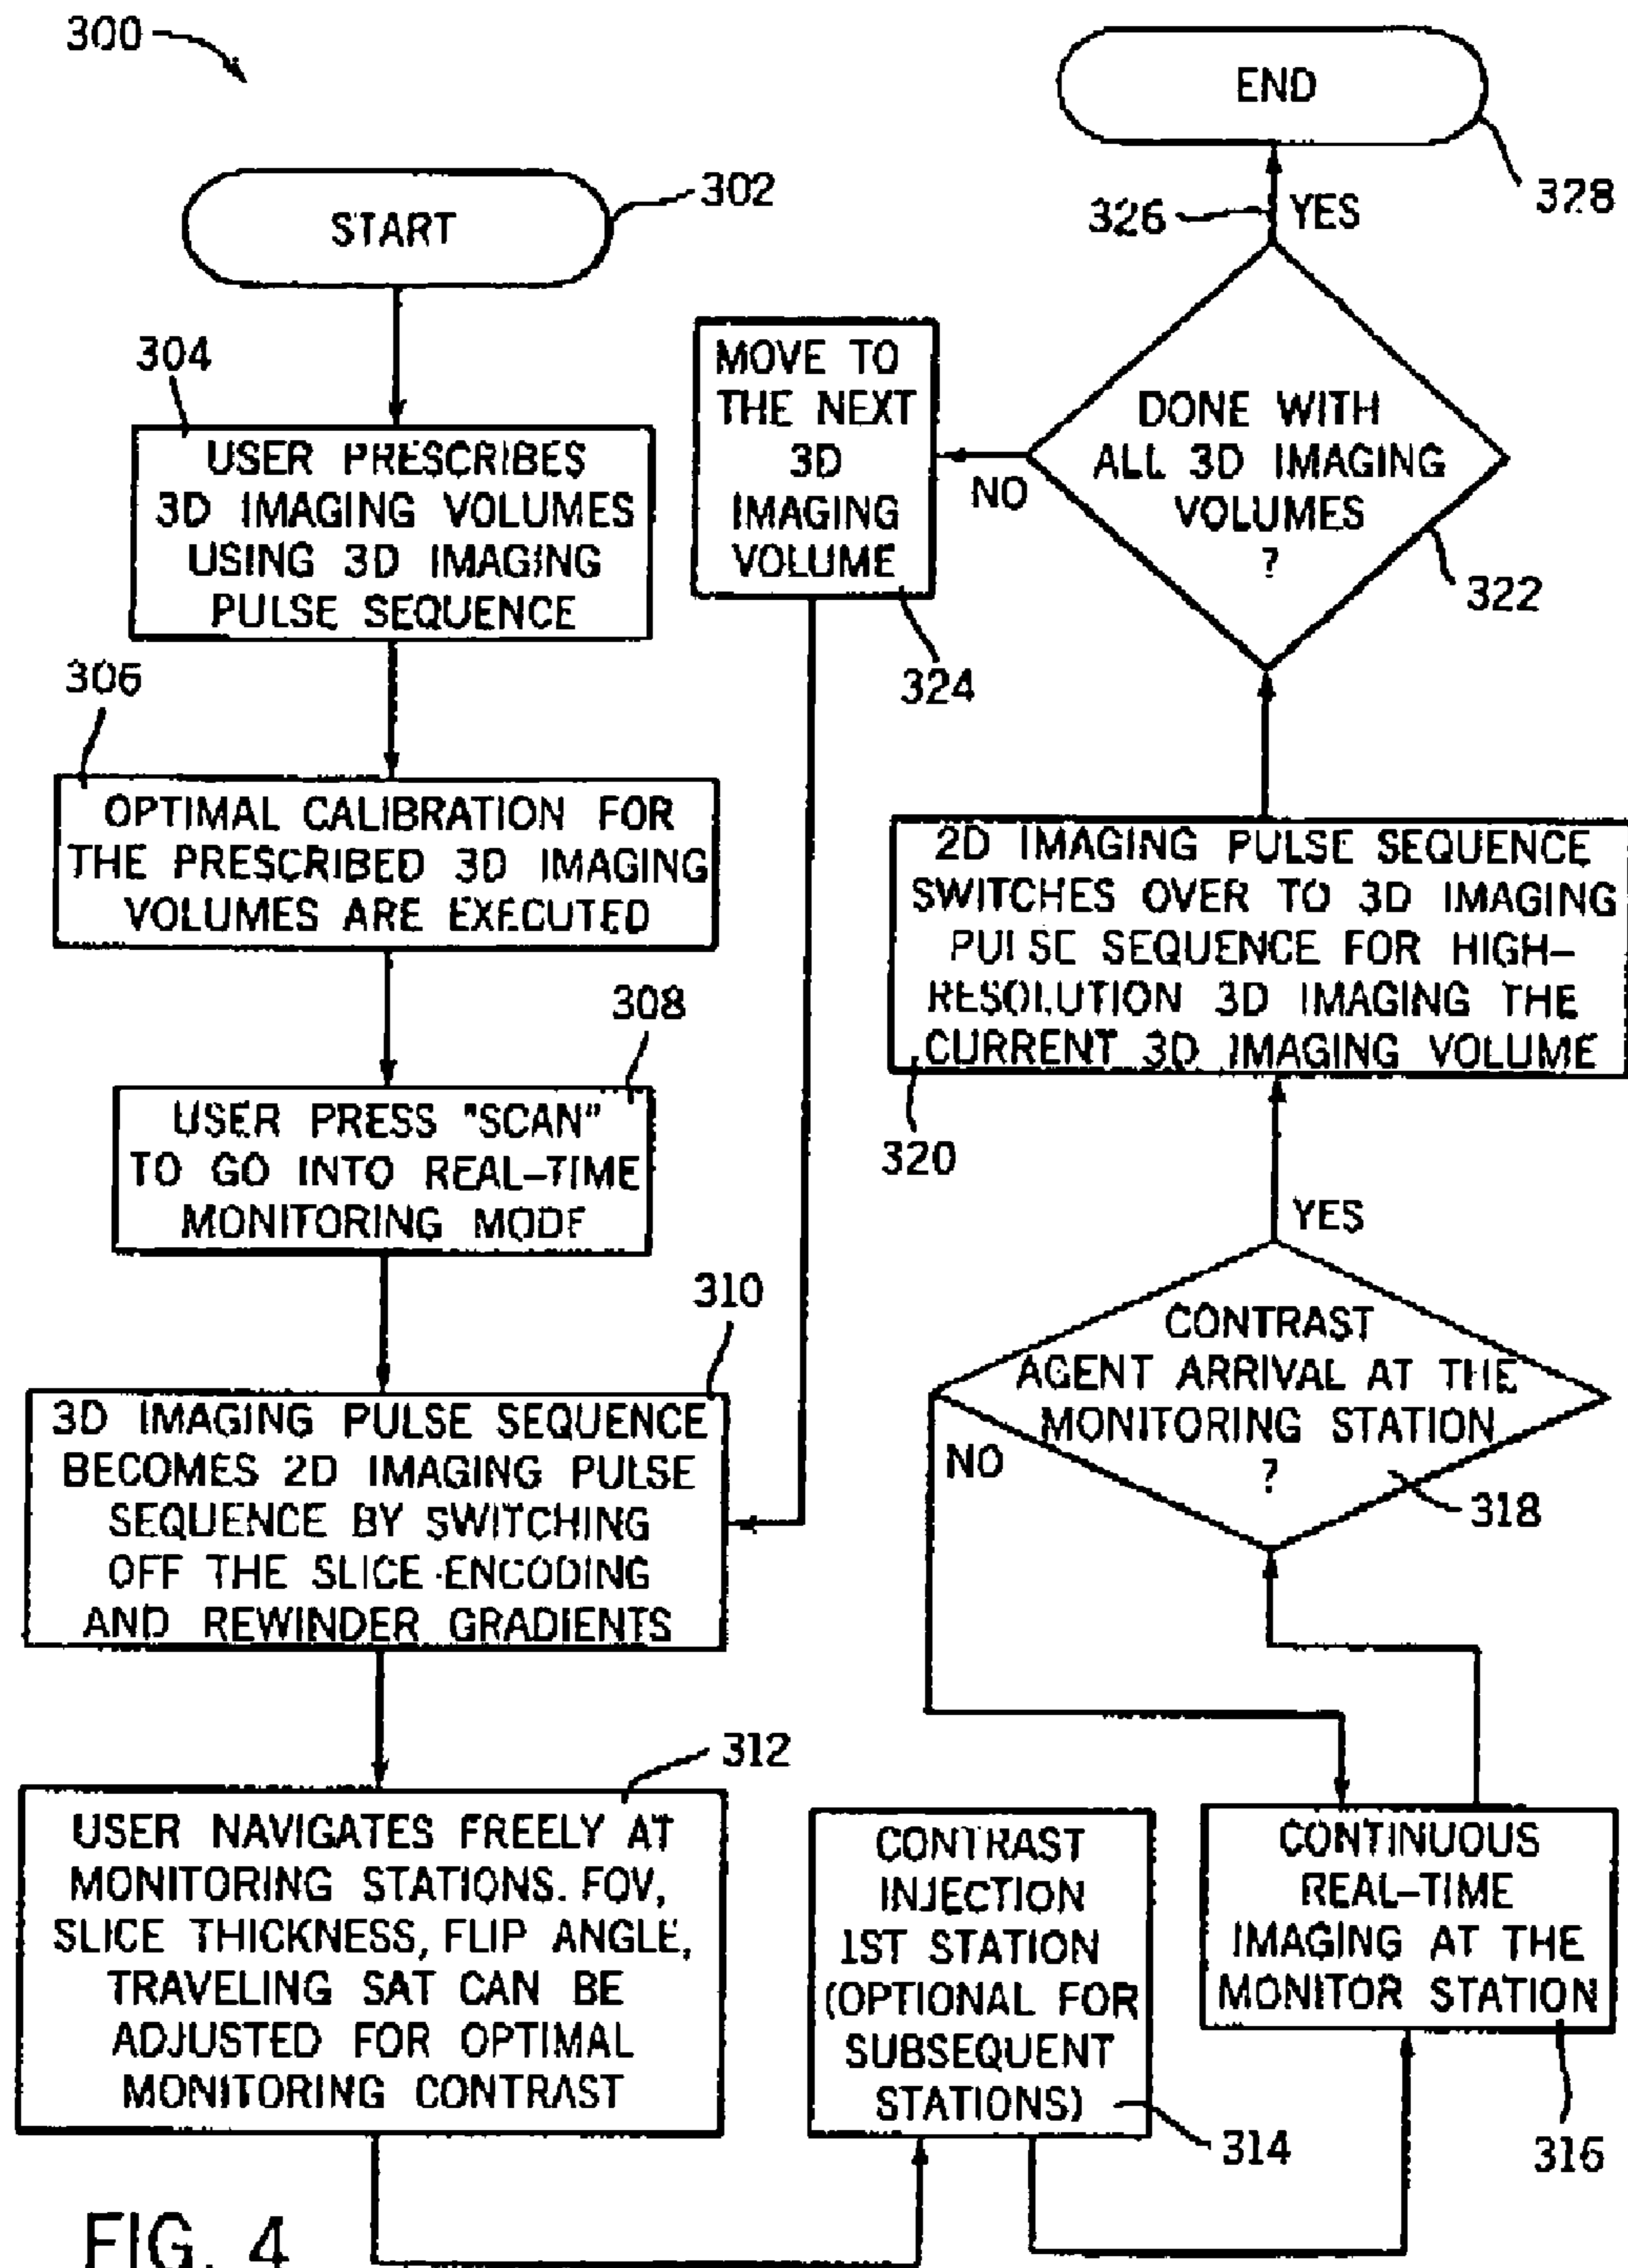 300
START
302
304
USER PRESCRIBES
3D IMAGING VOLUMES
USING 3D IMAGING
PULSE SEQUENCE
306
OPTIMAL CALIBRATION FOR
THE PRESCRIBED 3D IMAGING
VOLUMES ARE EXECUTED
308
USER PRESS "SCAN"
TO GO INTO REAL-TIME
MONITORING MODE
310
3D IMAGING PULSE SEQUENCE
BECOMES 2D IMAGING PULSE
SEQUENCE BY SWITCHING
OFF THE SLICE ENCODING
AND REWINDER GRADIENTS
312
USER NAVIGATES FREELY AT
MONITORING STATIONS. FOV,
SLICE THICKNESS, FLIP ANGLE,
TRAVELING SAT CAN BE
ADJUSTED FOR OPTIMAL
MONITORING CONTRAST
CONTRAST
INJECTION
1ST STATION
(OPTIONAL FOR
SUBSEQUENT
STATIONS)
314
CONTINUOUS
REAL-TIME
IMAGING AT THE
MONITOR STATION
316
CONTRAST
AGENT ARRIVAL AT THE
MONITORING STATION
?
318
NO
YES
2D IMAGING PULSE SEQUENCE
SWITCHES OVER TO 3D IMAGING
PULSE SEQUENCE FOR HIGH-
RESOLUTION 3D IMAGING THE
CURRENT 3D IMAGING VOLUME
320
DONE WITH
ALL 3D IMAGING
VOLUMES
?
322
NO
MOVE TO
THE NEXT
3D
IMAGING
VOLUME
324
326
YES
END
328
FIG. 4